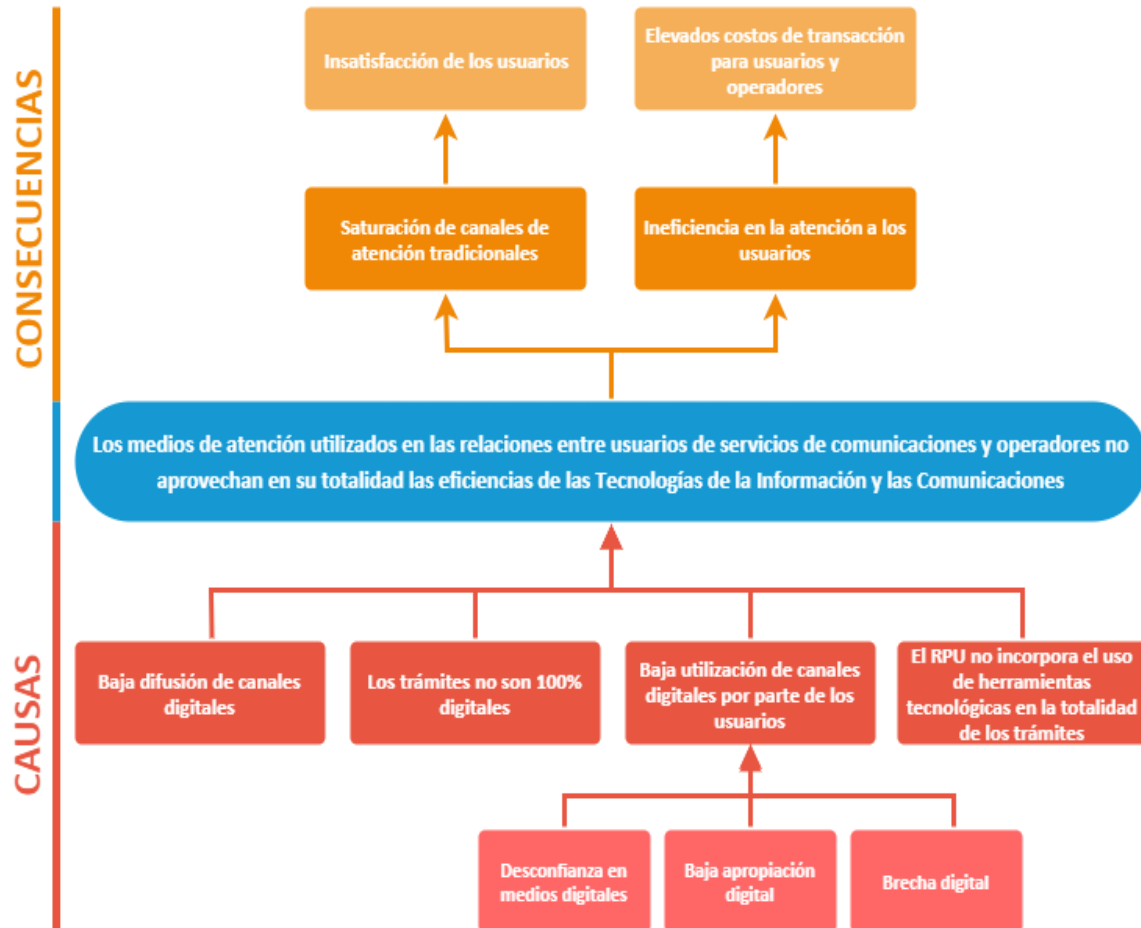 CONSECUENCIAS
Insatisfacción de los usuarios
Elevados costos de transacción
para usuarios y
operadores
Saturación de canales de
atención tradicionales
Ineficiencia en la atención a los
usuarios
Los medios de atención utilizados en las relaciones entre usuarios de servicios de comunicaciones y operadores no
aprovechan en su totalidad las eficiencias de las Tecnologías de la Información y las Comunicaciones
CAUSAS
Baja difusión de canales
digitales
Los trámites no son 100%
digitales
Baja utilización de canales
digitales por parte de los
usuarios
El RPU no incorpora el uso
de herramientas
tecnológicas en la totalidad
de los trámites
Desconfianza en
medios digitales
Baja apropiación
digital
Brecha digital